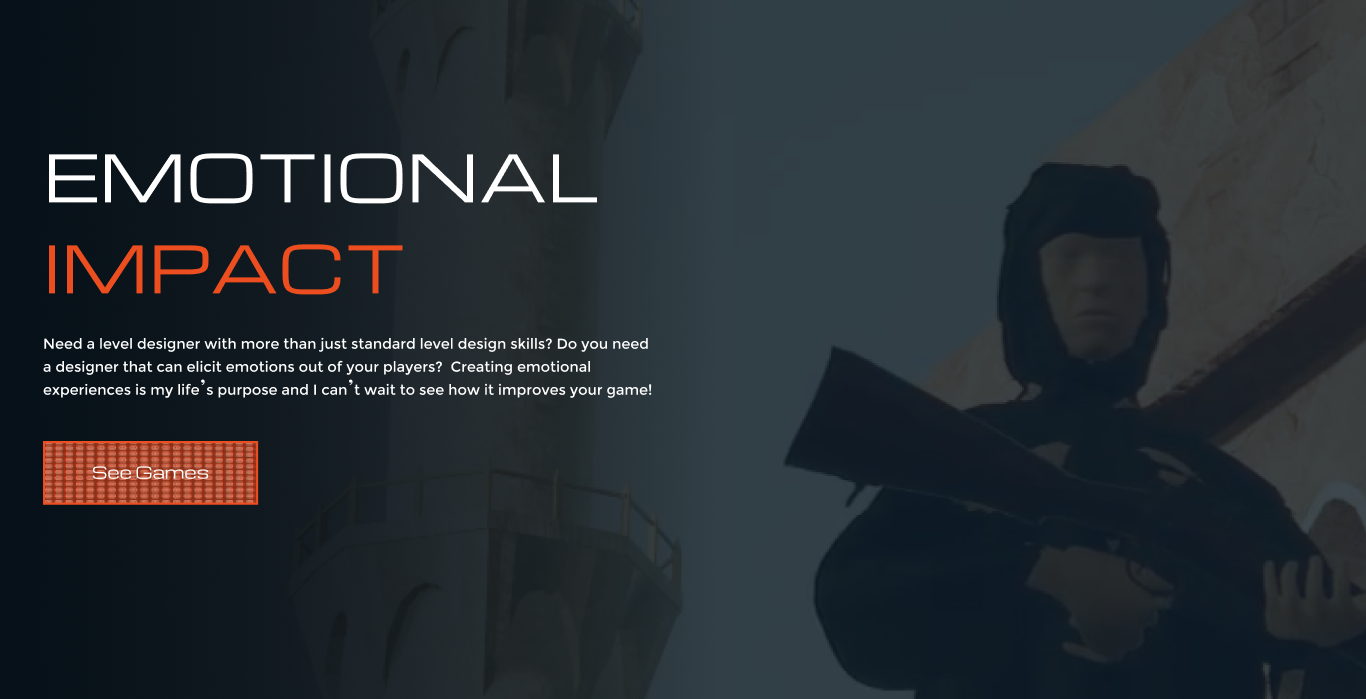 EMOTIONAL
IMPACT
Need a level designer with more than just standard level design skills? Do you need
a designer that can elicit emotions out of your players?  Creating emotional
experiences is my life’s purpose and I can’t wait to see how it improves your game!
See Games